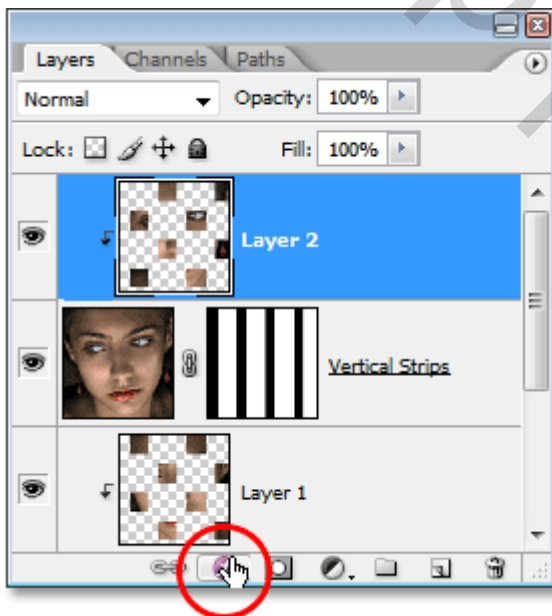 Layers Channels Paths
Normal Opacity: 100%
Lock: Fill: 100%
Layer 2
Vertical Strips
Layer 1